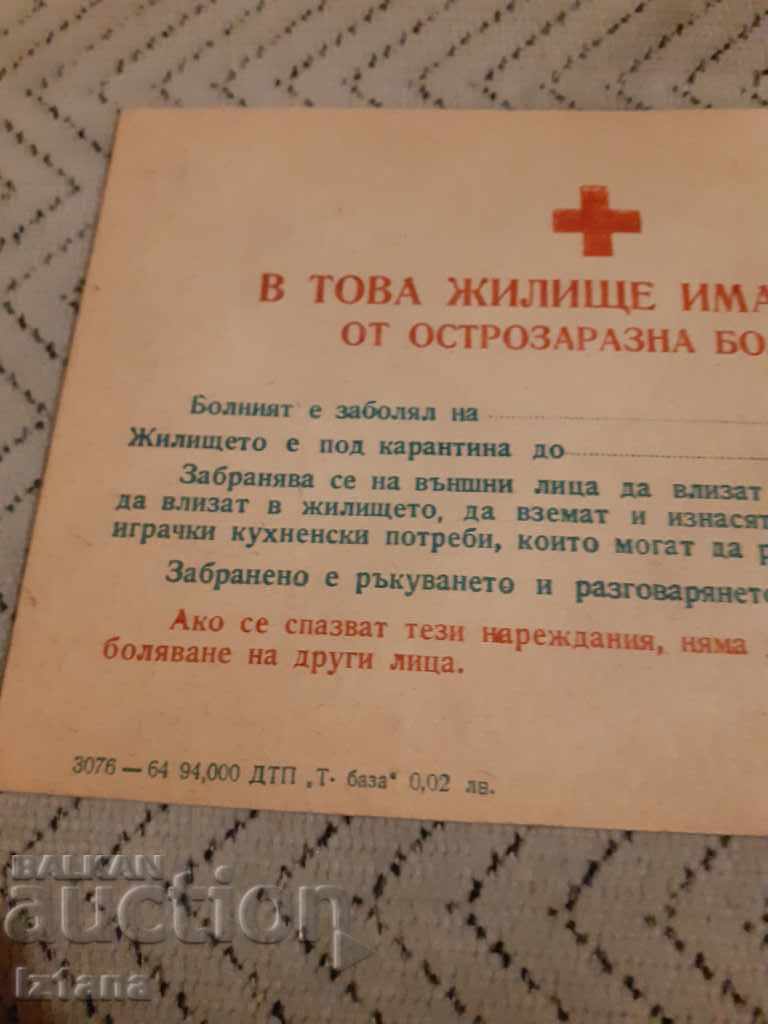 В ТОВА ЖИЛИЩЕ ИМА
ОТ ОСТРОЗАРАЗНА БО
Болният е заболял на
Жилището е под карантина до
Забранява се на външни лица да влизат
да влизат в жилището, да вземат и изнасят
играчки кухненски потреби, които могат да р
Забранено е ръкуването и разговарянето
Ако се спазват тези нареждания, няма
боляване на други лица.
3076 — 64 94,000 ДТП „Т. база" 0,02 лв.
BALKAN
auction
Iz1ana